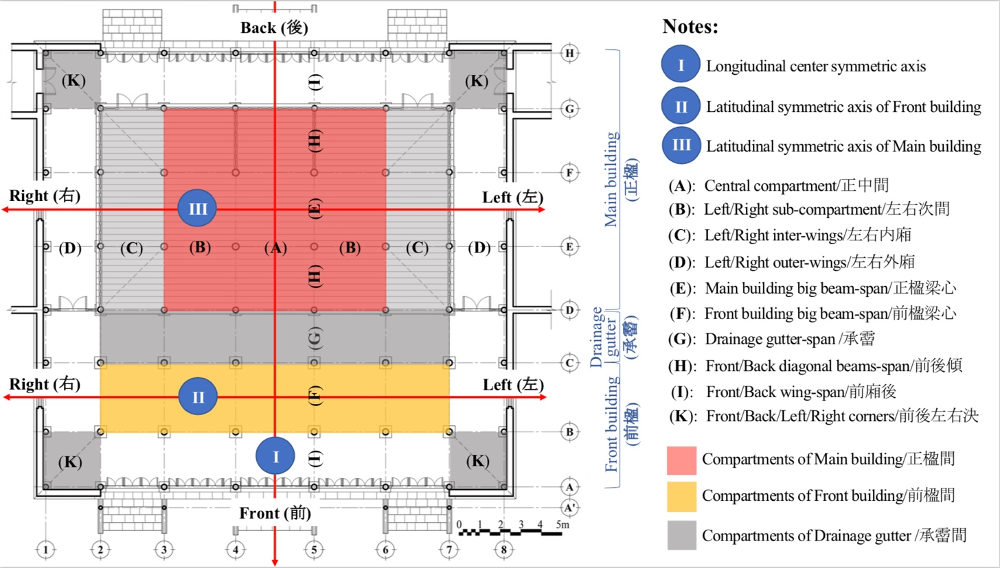 Back (後)
H
(K)
(I)
(K)
G
(H)
F
Right (右)
III
(E)
Left (左)
(D)
(C)
(B)
(A)
(B)
(C)
(D)
E
(H)
D
(G)
C
Right (右)
II
(F)
Left (左)
B
(K)
I
(I)
(K)
A
Front (前)
A'
0 1 2 3 4 5m
1 2 3 4 5 6 7 8
Main building
(正楹)
Drainage
gutter
(承霤)
Front building
(前楹)
Notes:
I Longitudinal center symmetric axis
II Latitudinal symmetric axis of Front building
III Latitudinal symmetric axis of Main building
(A): Central compartment/正中間
(B): Left/Right sub-compartment/左右次間
(C): Left/Right inter-wings/左右内廂
(D): Left/Right outer-wings/左右外廂
(E): Main building big beam-span/正楹梁心
(F): Front building big beam-span/前楹梁心
(G): Drainage gutter-span /承霤
(H): Front/Back diagonal beams-span/前後傾
(I): Front/Back wing-span/前廂後
(K): Front/Back/Left/Right corners/前後左右決
Compartments of Main building/正楹間
Compartments of Front building/前楹間
Compartments of Drainage gutter /承霤間